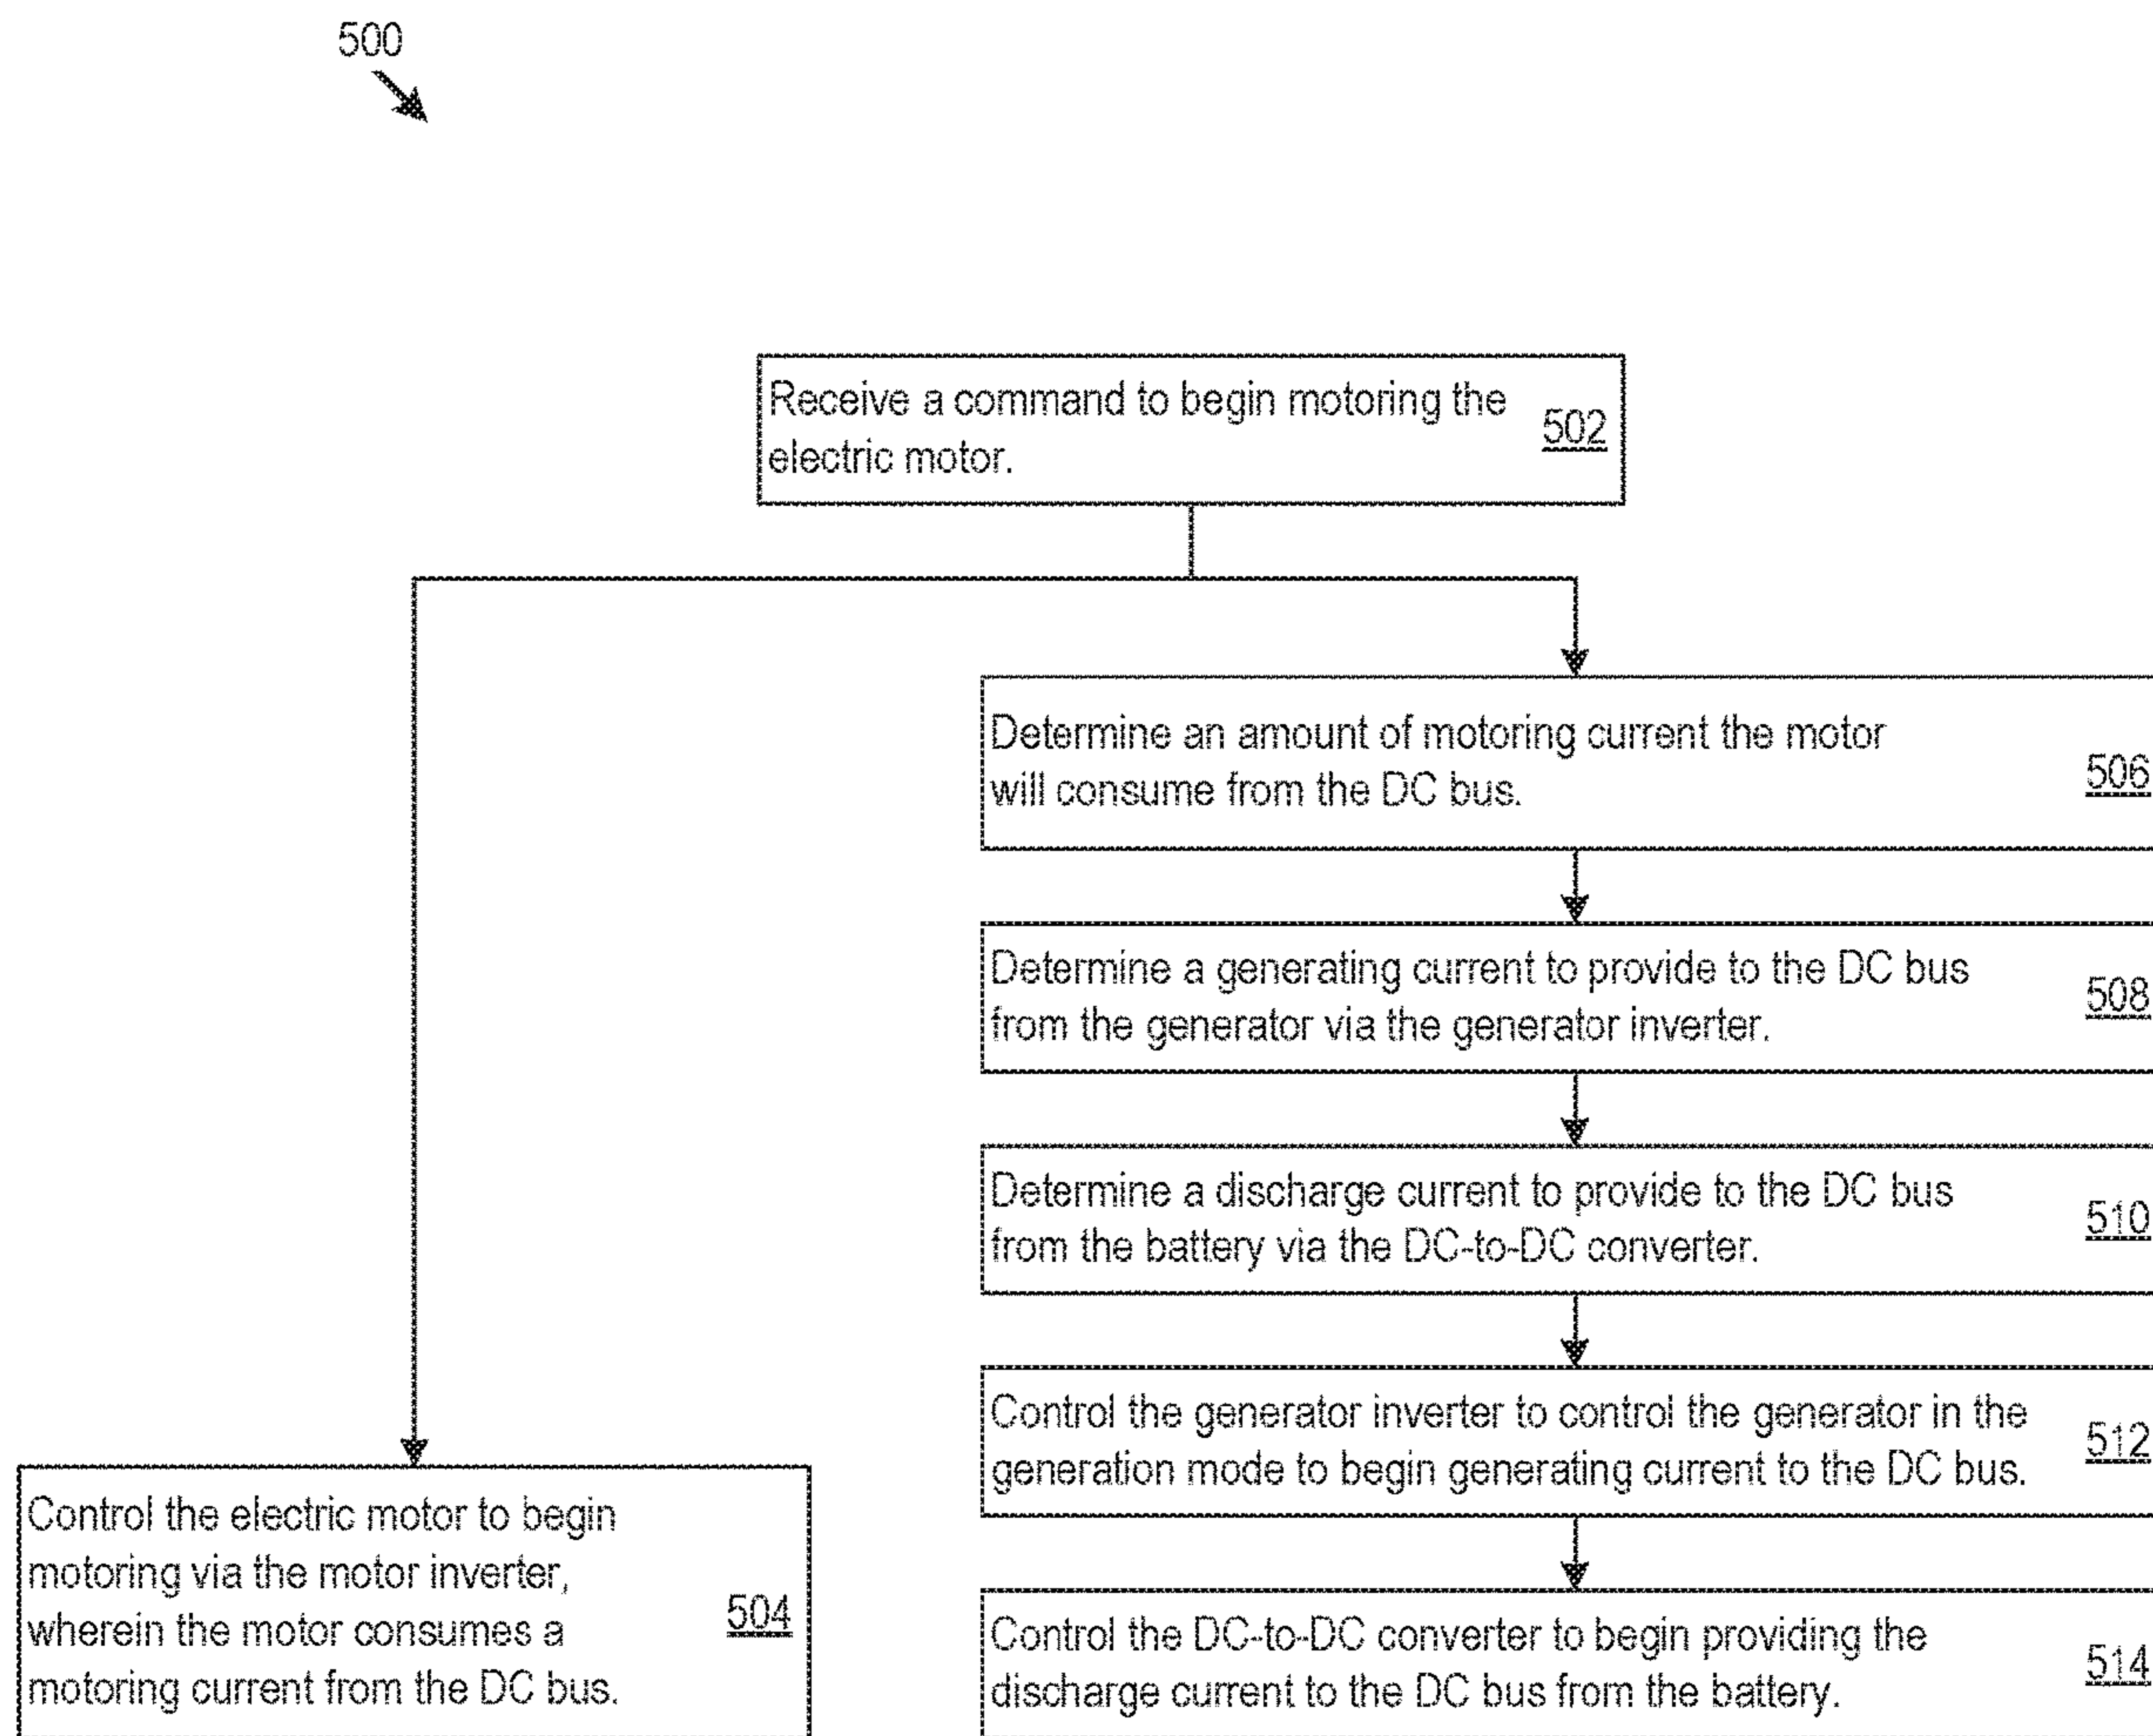 500
Receive a command to begin motoring the
electric motor.
502
Determine an amount of motoring current the motor
will consume from the DC bus.
506
Determine a generating current to provide to the DC bus
from the generator via the generator inverter.
508
Determine a discharge current to provide to the DC bus
from the battery via the DC-to-DC converter.
510
Control the generator inverter to control the generator in the
generation mode to begin generating current to the DC bus.
512
Control the electric motor to begin
motoring via the motor inverter,
wherein the motor consumes a
motoring current from the DC bus.
504
Control the DC-to-DC converter to begin providing the
discharge current to the DC bus from the battery.
514